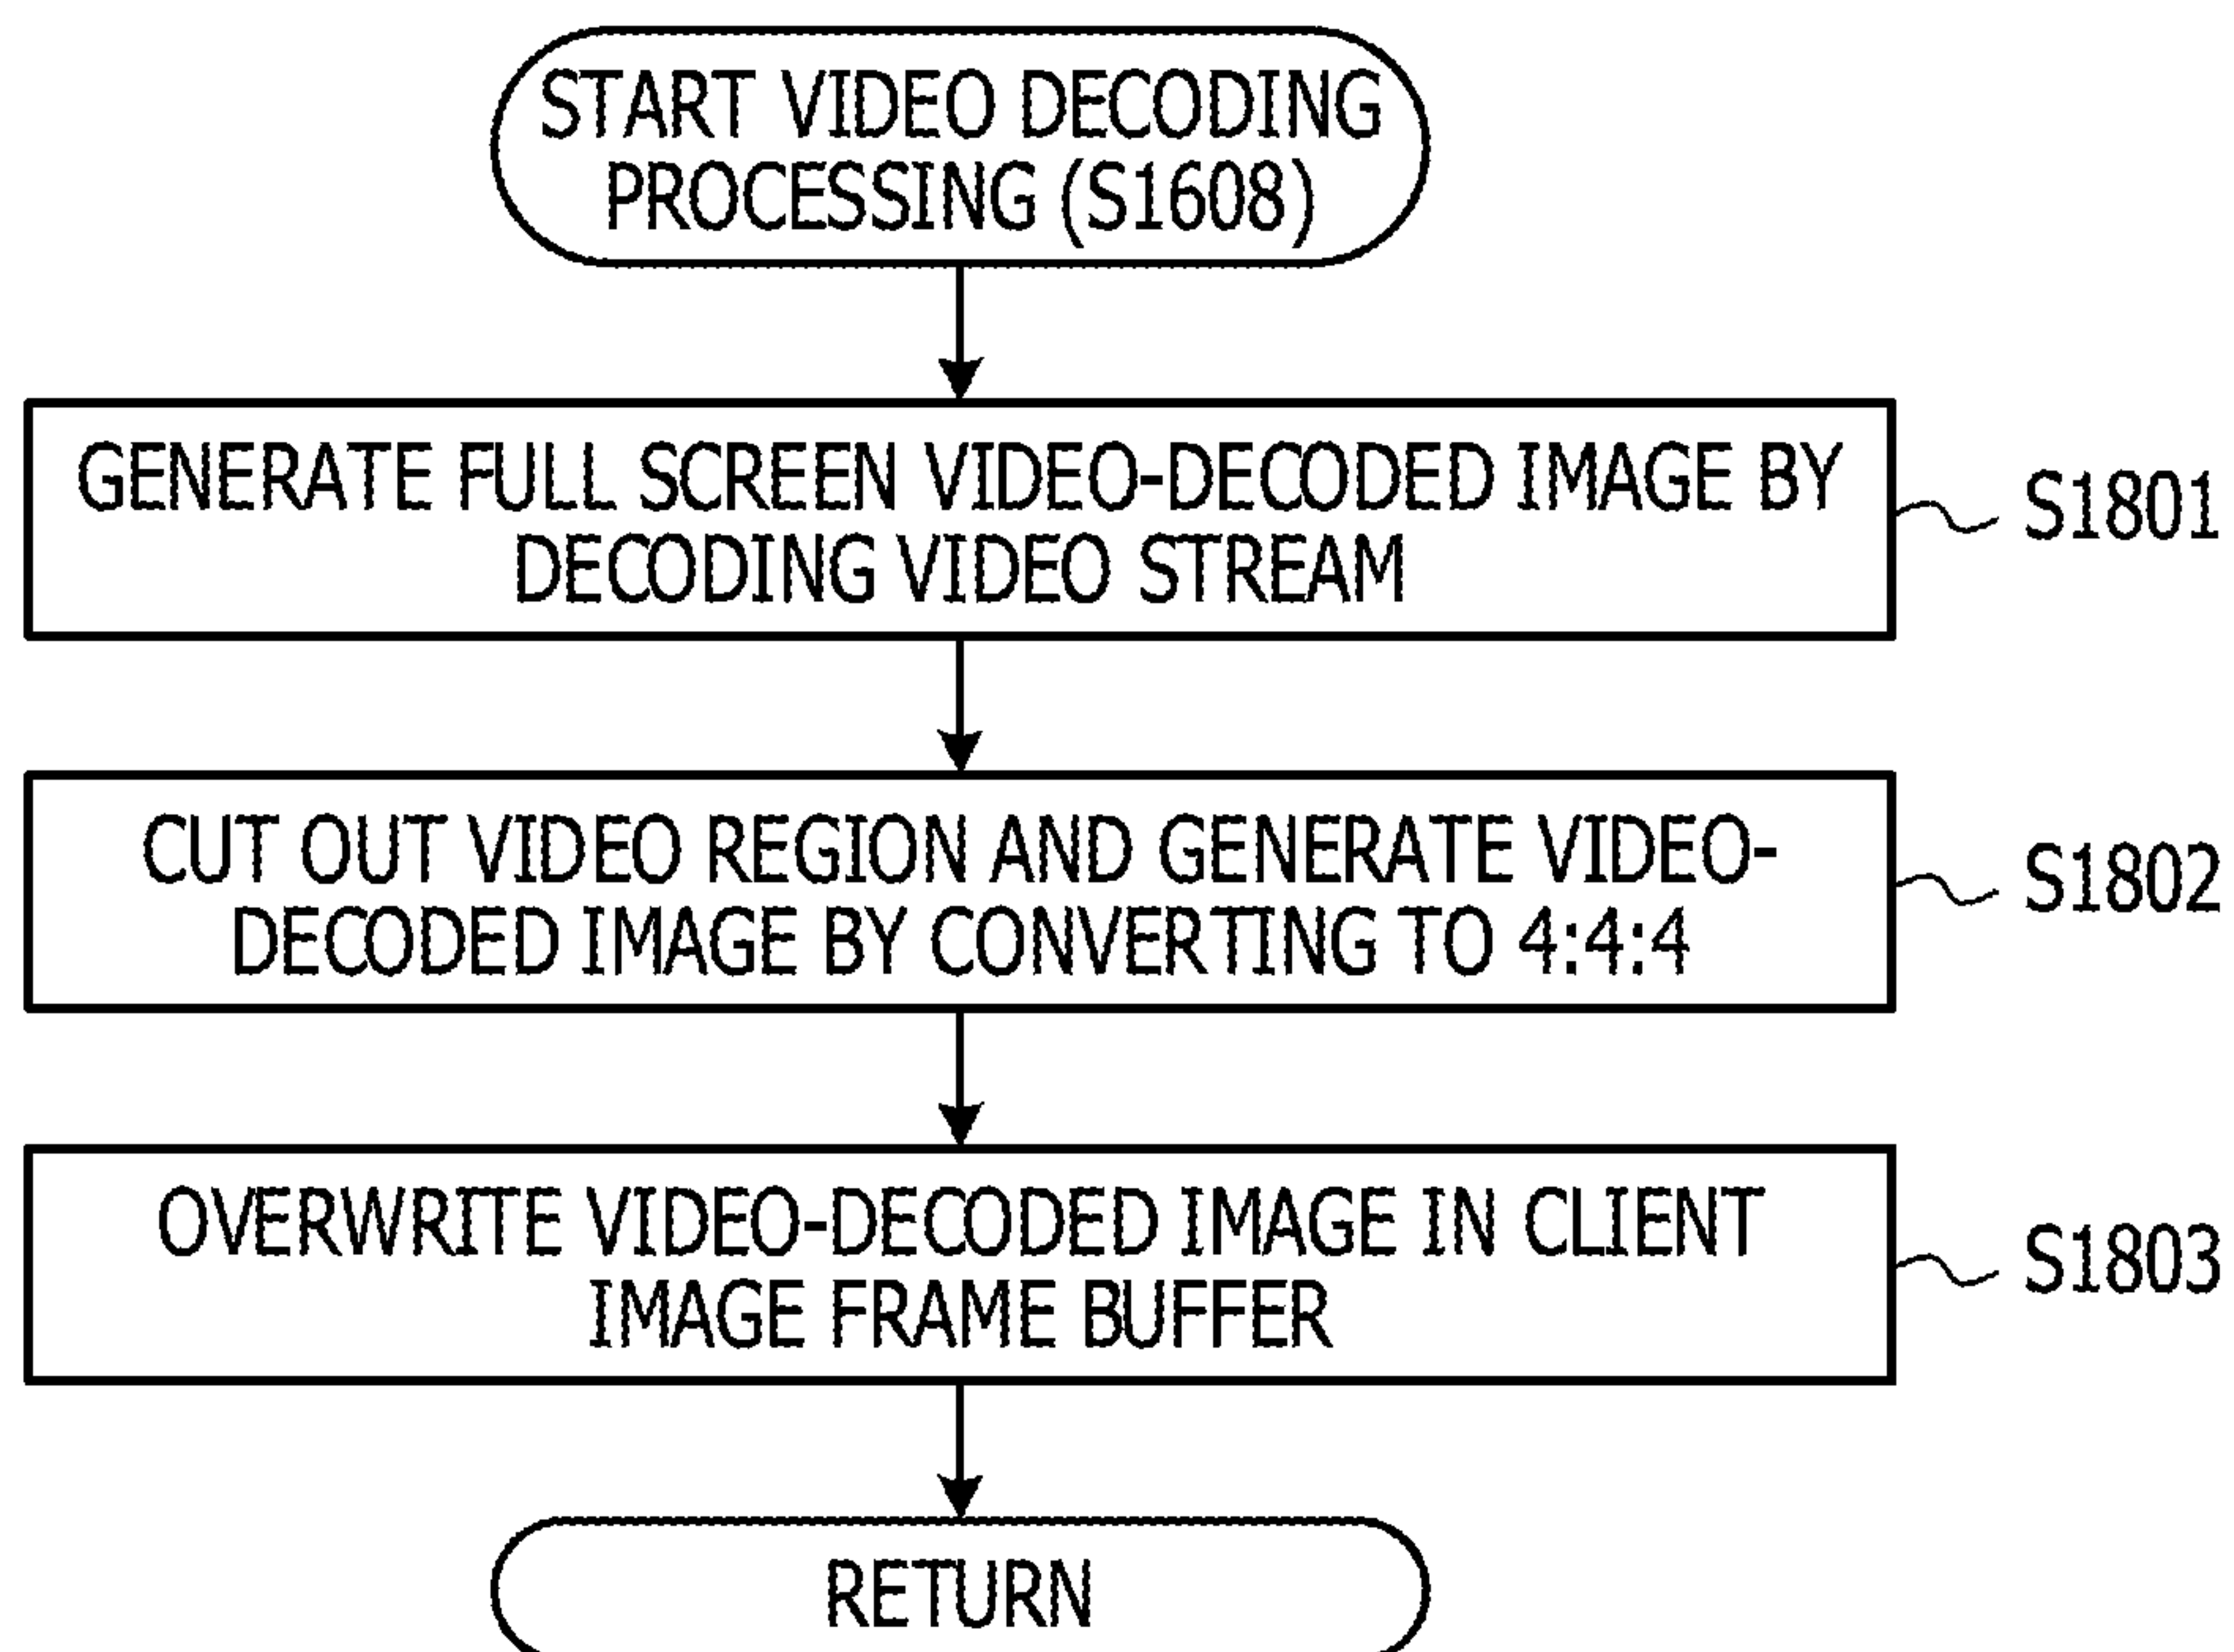 START VIDEO DECODING
PROCESSING (S1608)
GENERATE FULL SCREEN VIDEO-DECODED IMAGE BY
DECODING VIDEO STREAM
S1801
CUT OUT VIDEO REGION AND GENERATE VIDEO-
DECODED IMAGE BY CONVERTING TO 4:4:4
S1802
OVERWRITE VIDEO-DECODED IMAGE IN CLIENT
IMAGE FRAME BUFFER
S1803
RETURN